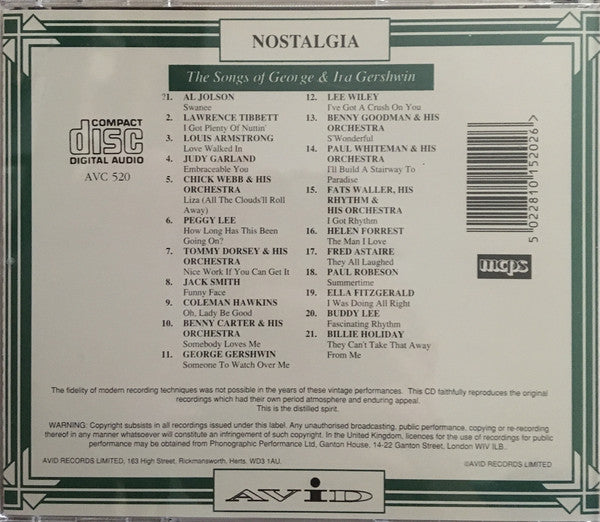 NOSTALGIA
The Songs of George & Ira Gershwin
COMPACT
disc
DIGITAL AUDIO
AVC 520
1. AL JOLSON
Swanee
2. LAWRENCE TIBBETT
I Got Plenty Of Nuttin'
3. LOUIS ARMSTRONG
Love Walked In
4. JUDY GARLAND
Embraceable You
5. CHICK WEBB & HIS
ORCHESTRA
Liza (All The Clouds'll Roll
Away)
6. PEGGY LEE
How Long Has This Been
Going On?
7. TOMMY DORSEY & HIS
ORCHESTRA
Nice Work If You Can Get It
8. JACK SMITH
Funny Face
9. COLEMAN HAWKINS
Oh, Lady Be Good
10. BENNY CARTER & HIS
ORCHESTRA
Somebody Loves Me
11. GEORGE GERSHWIN
Someone To Watch Over Me
12. LEE WILEY
I've Got A Crush On You
13. BENNY GOODMAN & HIS
ORCHESTRA
S'Wonderful
14. PAUL WHITEMAN & HIS
ORCHESTRA
I'll Build A Stairway To
Paradise
15. FATS WALLER, HIS
RHYTHM &
HIS ORCHESTRA
I Got Rhythm
16. HELEN FORREST
The Man I Love
17. FRED ASTAIRE
They All Laughed
18. PAUL ROBESON
Summertime
19. ELLA FITZGERALD
I Was Doing All Right
20. BUDDY LEE
Fascinating Rhythm
21. BILLIE HOLIDAY
They Can't Take That Away
From Me
5 022810 152026 >
mcps
The fidelity of modern recording techniques was not possible in the years of these vintage performances. This CD faithfully reproduces the original
recordings which had their own period atmosphere and enduring appeal.
This is the distilled spirit.
WARNING: Copyright subsists in all recordings issued under this label. Any unauthorised broadcasting, public performance, copying or re-recording
thereof in any manner whatsoever will constitute an infringement of such copyright. In the United Kingdom, licences for the use of recordings for public
performance may be obtained from Phonographic Performance Ltd, Ganton House, 14-22 Ganton Street, London WIV ILB..
AVID RECORDS LIMITED, 163 High Street, Rickmansworth, Herts, WD3 1AU.
©AVID RECORDS LIMITED
AVID